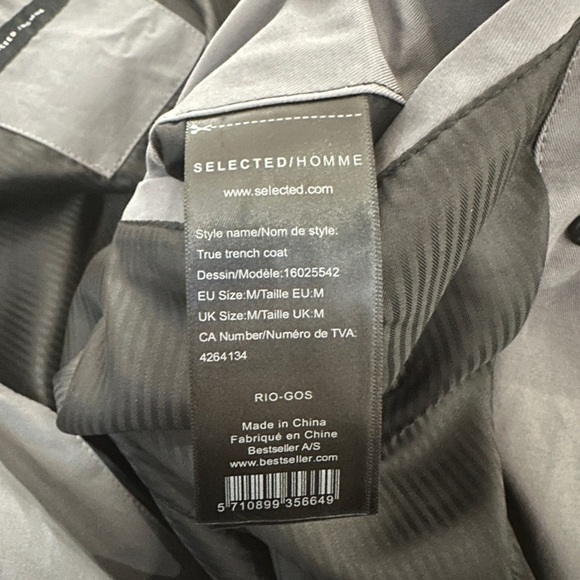 SELECTED/HOMME
www.selected.com
Style name/Nom de style:
True trench coat
Dessin/Modèle:16025542
EU Size:M/Taille EU:M
UK Size:M/Taille UK:M
CA Number/Numéro de TVA:
4264134
RIO-GOS
Made in China
Fabriqué en Chine
Bestseller A/S
www.bestseller.com
5 710899 356649